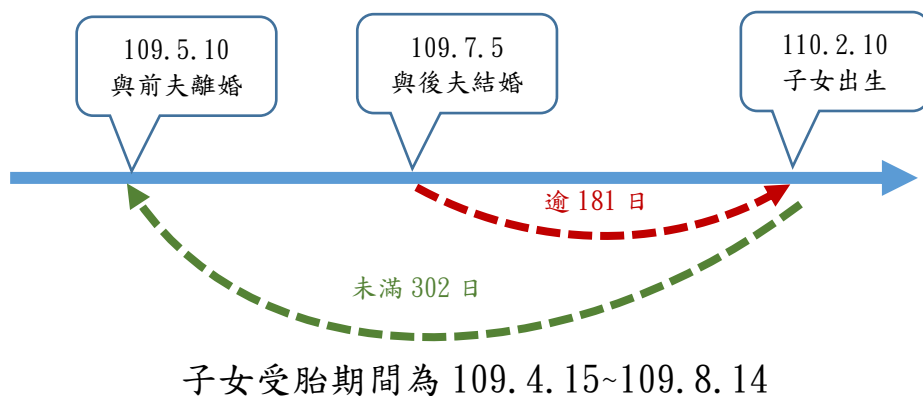 109.5.10
與前夫離婚
109.7.5
與後夫結婚
110.2.10
子女出生
逾 181 日
未滿 302 日
子女受胎期間為 109.4.15~109.8.14